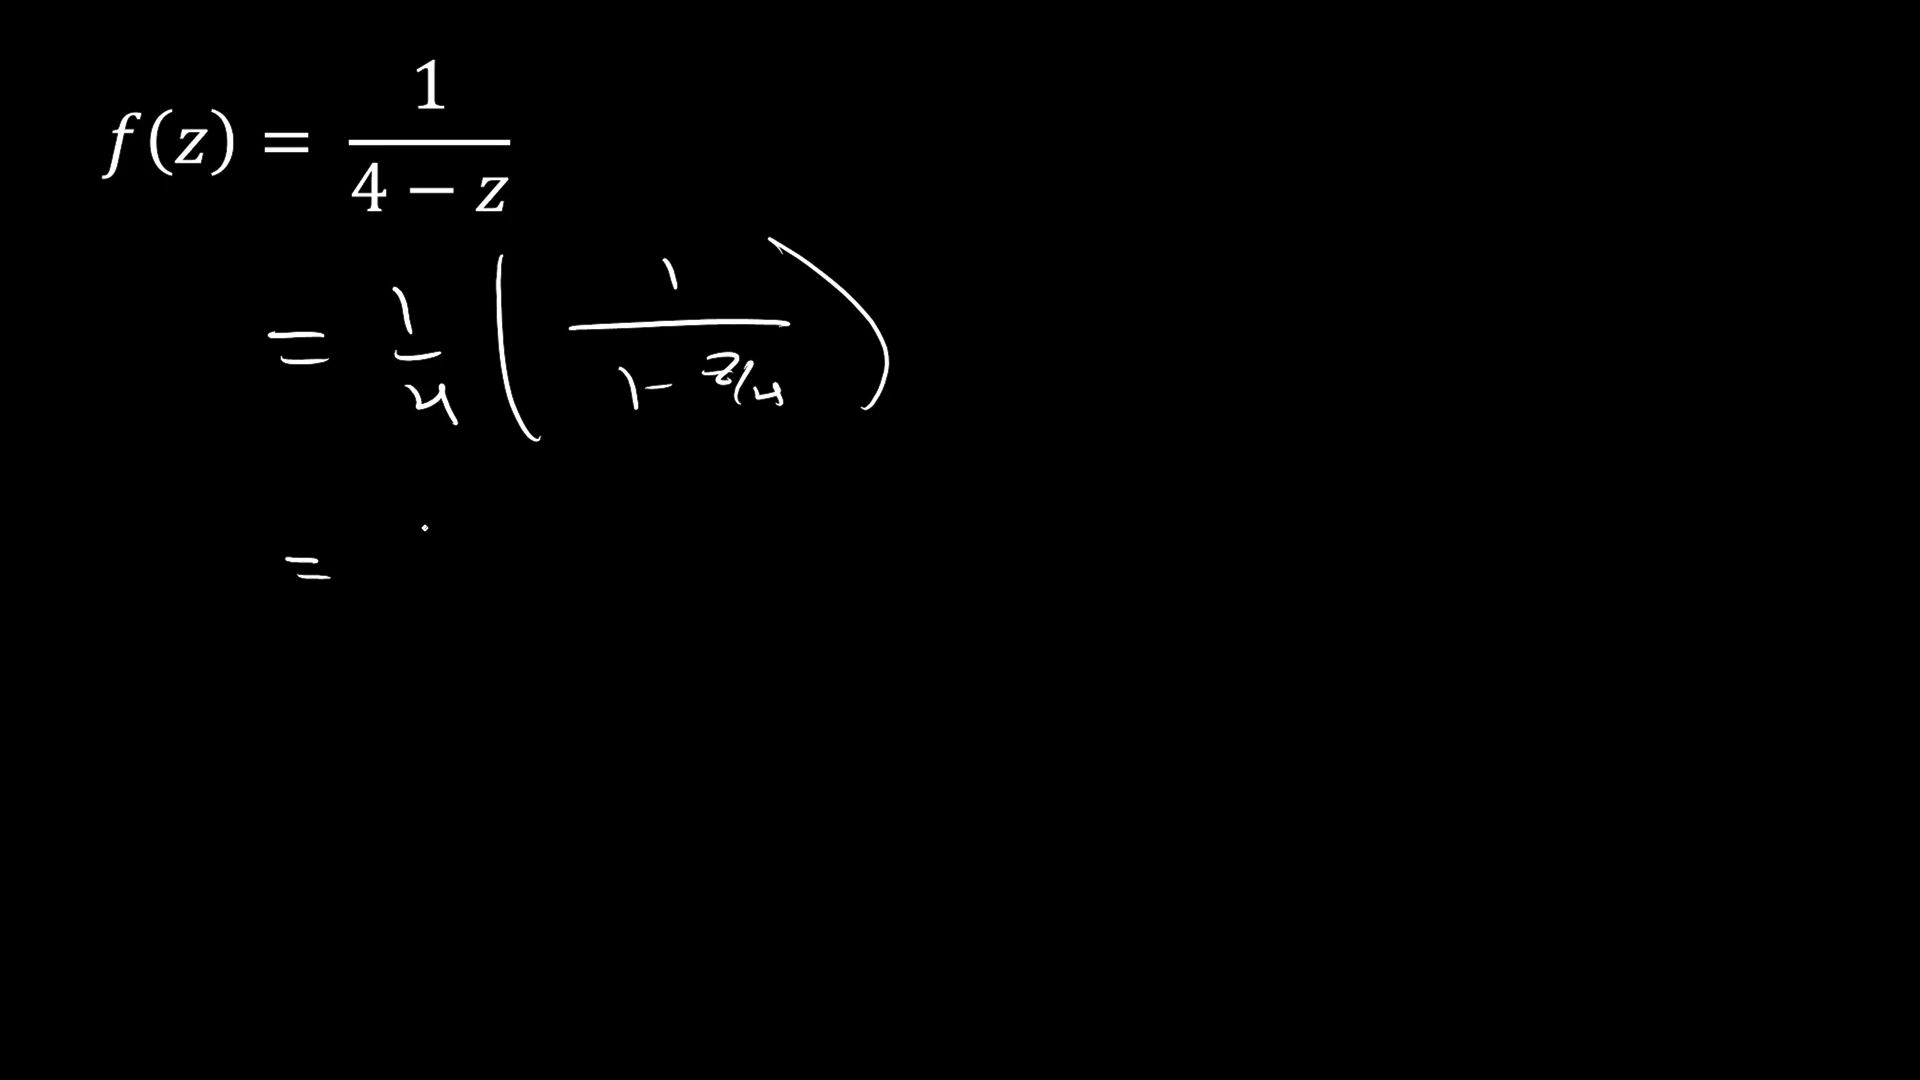 f(z) = 1/(4 − z)
= 1/4 (1/(1 - z/4))
=